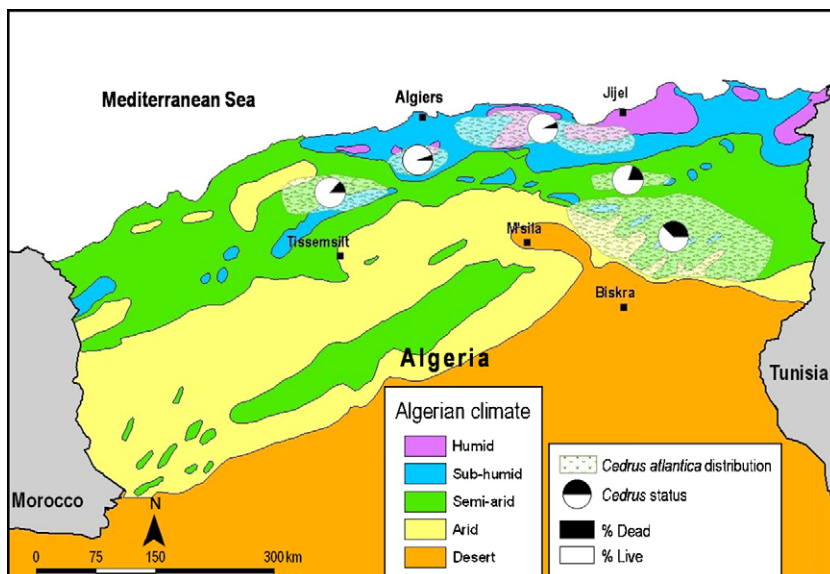 Mediterranean Sea
Algiers
Jijel
Tissemsilt
M'sila
Biskra
Algeria
Tunisia
Morocco
N
0 75 150 300 km
Algerian climate
Humid
Sub-humid
Semi-arid
Arid
Desert
Cedrus atlantica distribution
Cedrus status
% Dead
% Live